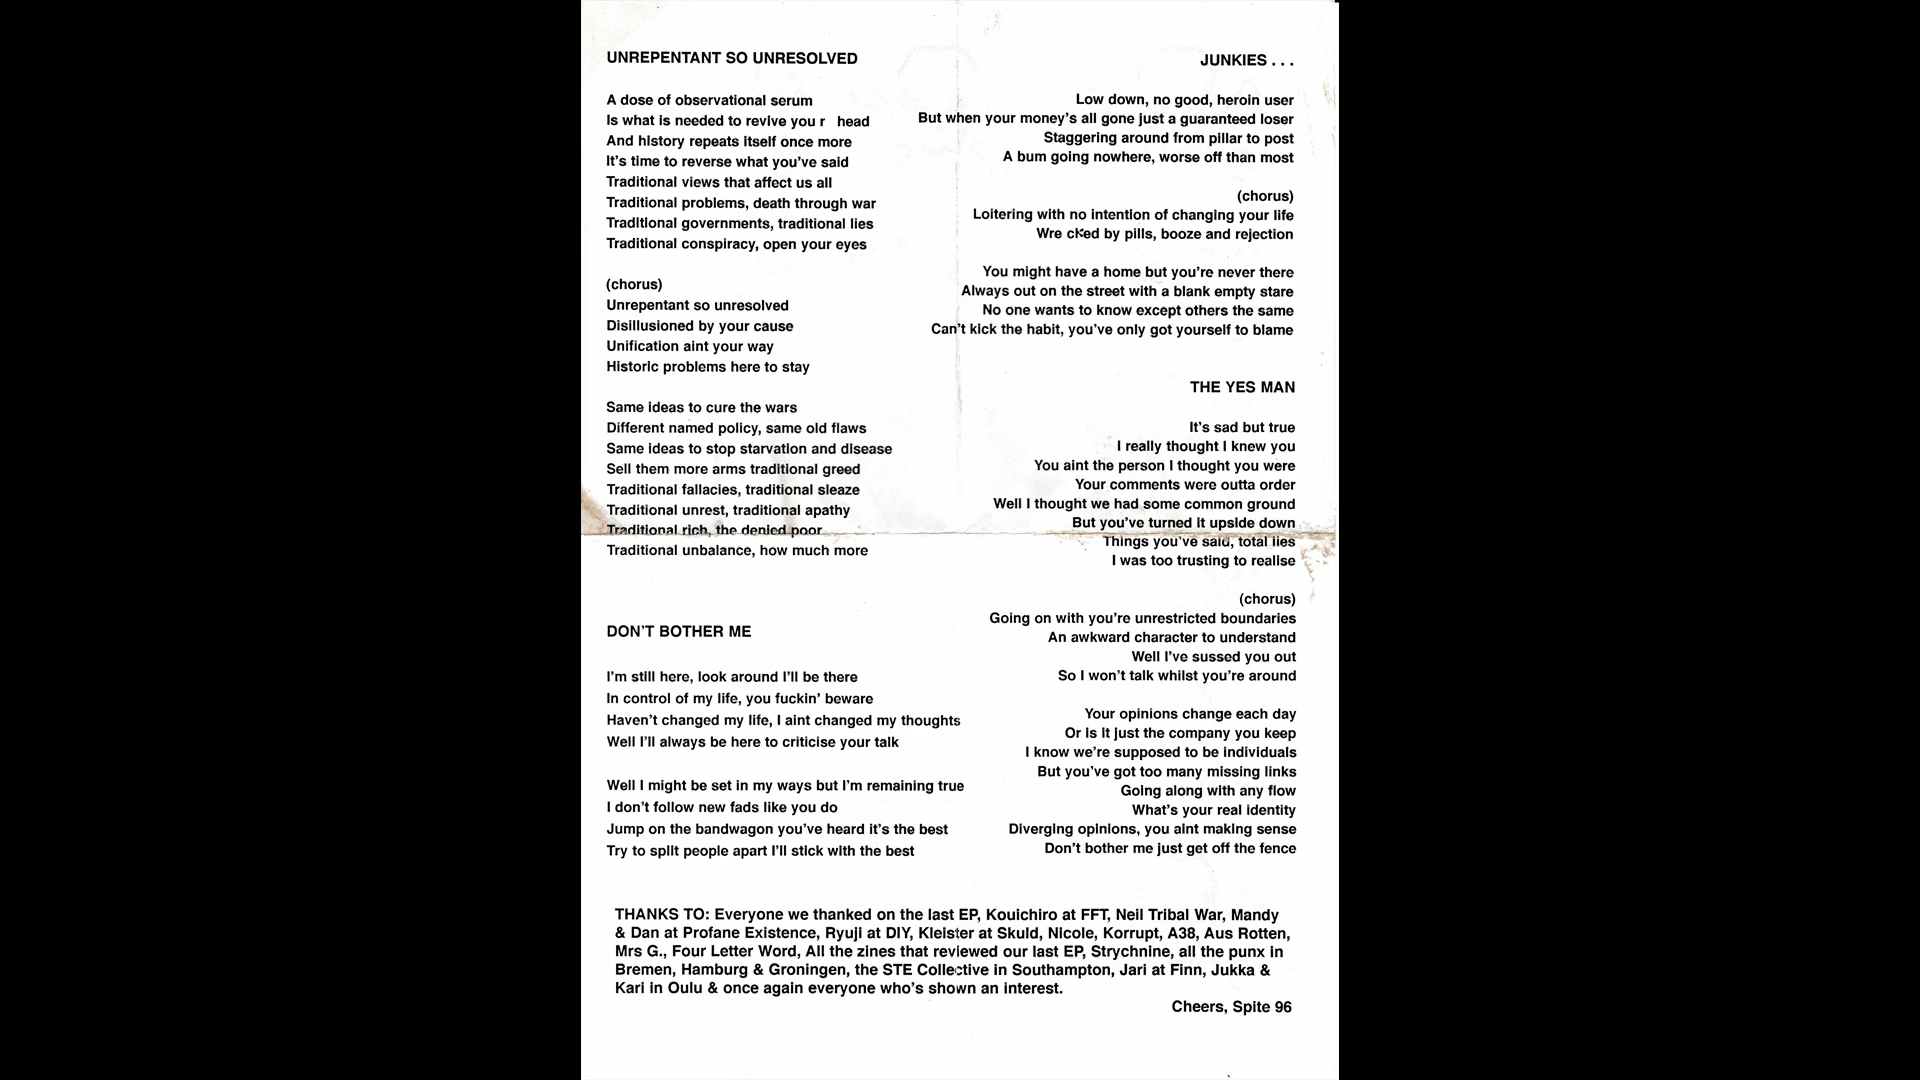 UNREPENTANT SO UNRESOLVED
A dose of observational serum
Is what is needed to revive you r head
And history repeats itself once more
It's time to reverse what you've said
Traditional views that affect us all
Traditional problems, death through war
Traditional governments, traditional lies
Traditional conspiracy, open your eyes
(chorus)
Unrepentant so unresolved
Disillusioned by your cause
Unification aint your way
Historic problems here to stay
Same ideas to cure the wars
Different named policy, same old flaws
Same ideas to stop starvation and disease
Sell them more arms traditional greed
Traditional fallacies, traditional sleaze
Traditional unrest, traditional apathy
Traditional rich, the denied poor
Traditional unbalance, how much more
DON'T BOTHER ME
I'm still here, look around I'll be there
In control of my life, you fuckin' beware
Haven't changed my life, I aint changed my thoughts
Well I'll always be here to criticise your talk
Well I might be set in my ways but I'm remaining true
I don't follow new fads like you do
Jump on the bandwagon you've heard it's the best
Try to split people apart I'll stick with the best
JUNKIES . . .
Low down, no good, heroin user
But when your money's all gone just a guaranteed loser
Staggering around from pillar to post
A bum going nowhere, worse off than most
(chorus)
Loitering with no intention of changing your life
Wre cked by pills, booze and rejection
You might have a home but you're never there
Always out on the street with a blank empty stare
No one wants to know except others the same
Can't kick the habit, you've only got yourself to blame
THE YES MAN
It's sad but true
I really thought I knew you
You aint the person I thought you were
Your comments were outta order
Well I thought we had some common ground
But you've turned it upside down
Things you've said, total lies
I was too trusting to realise
(chorus)
Going on with you're unrestricted boundaries
An awkward character to understand
Well I've sussed you out
So I won't talk whilst you're around
Your opinions change each day
Or is it just the company you keep
I know we're supposed to be individuals
But you've got too many missing links
Going along with any flow
What's your real identity
Diverging opinions, you aint making sense
Don't bother me just get off the fence
THANKS TO: Everyone we thanked on the last EP, Kouichiro at FFT, Neil Tribal War, Mandy
& Dan at Profane Existence, Ryuji at DIY, Kleister at Skuld, Nicole, Korrupt, A38, Aus Rotten,
Mrs G., Four Letter Word, All the zines that reviewed our last EP, Strychnine, all the punx in
Bremen, Hamburg & Groningen, the STE Collective in Southampton, Jari at Finn, Jukka &
Kari in Oulu & once again everyone who's shown an interest.
Cheers, Spite 96